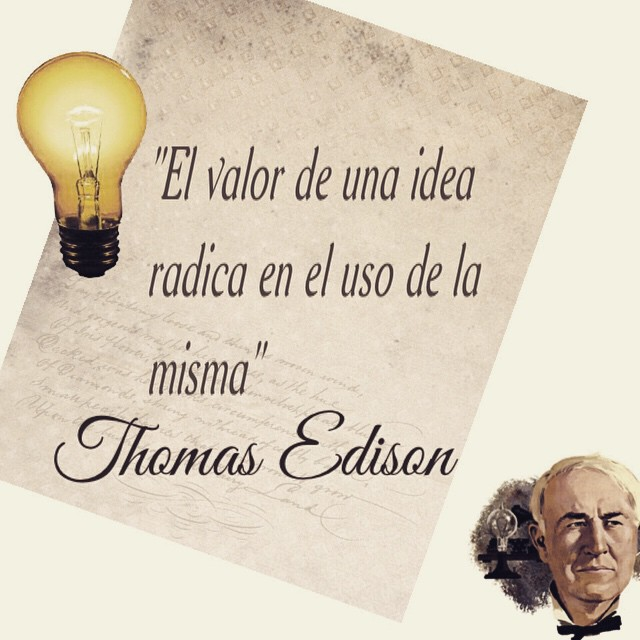 "El valor de una idea
radica en el uso de la
misma"
Thomas Edison